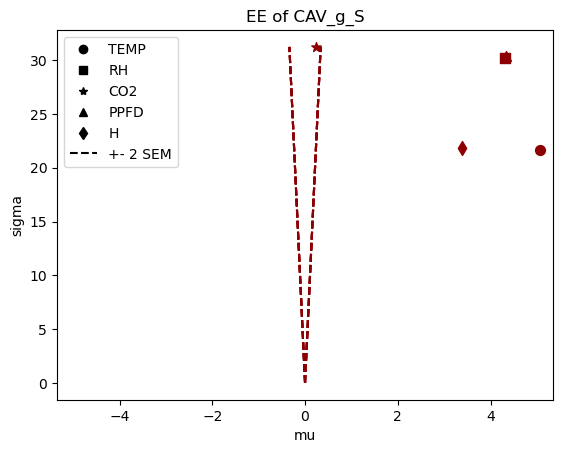 EE of CAV_g_S
TEMP
RH
CO2
PPFD
H
+- 2 SEM
30
25
20
15
10
5
0
sigma
−4
−2
0
2
4
mu